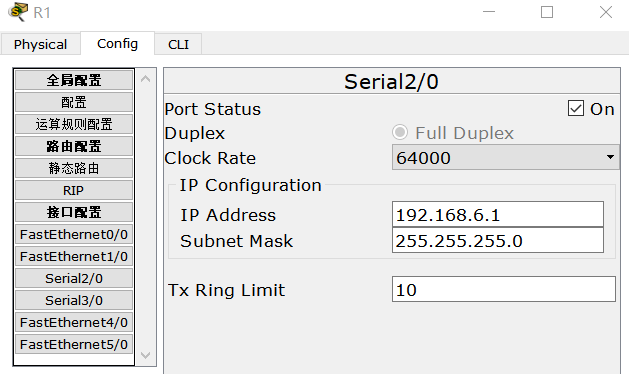 R1
Physical
Config
CLI
全局配置
配置
运算规则配置
路由配置
静态路由
RIP
接口配置
FastEthernet0/0
FastEthernet1/0
Serial2/0
Serial3/0
FastEthernet4/0
FastEthernet5/0
Serial2/0
Port Status On
Duplex Full Duplex
Clock Rate 64000
IP Configuration
IP Address 192.168.6.1
Subnet Mask 255.255.255.0
Tx Ring Limit 10